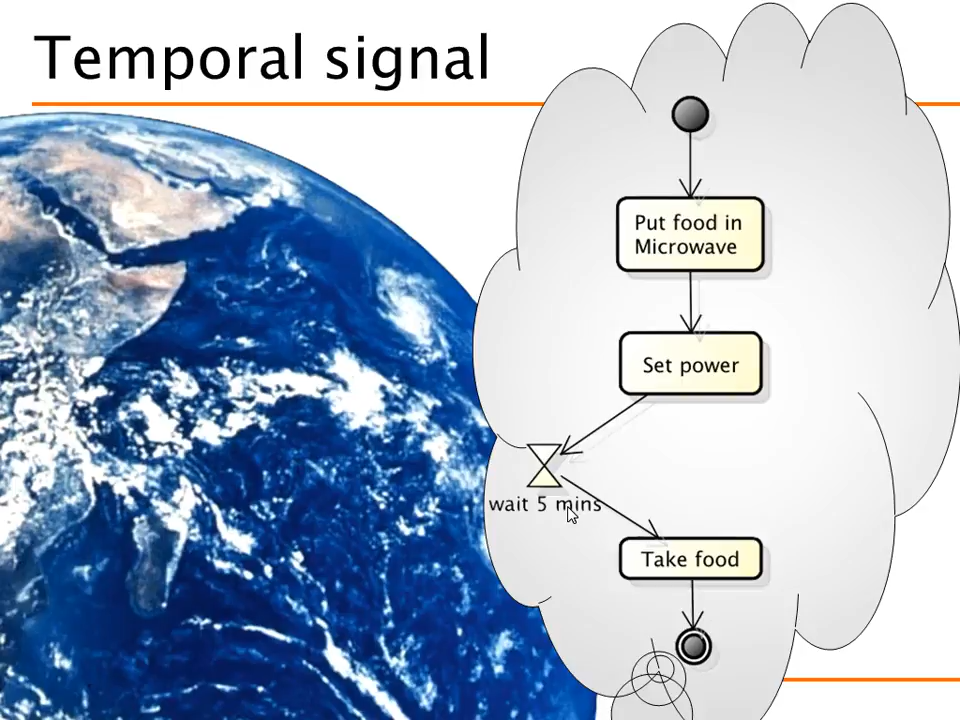 Temporal signal
Put food in
Microwave
Set power
wait 5 mins
Take food